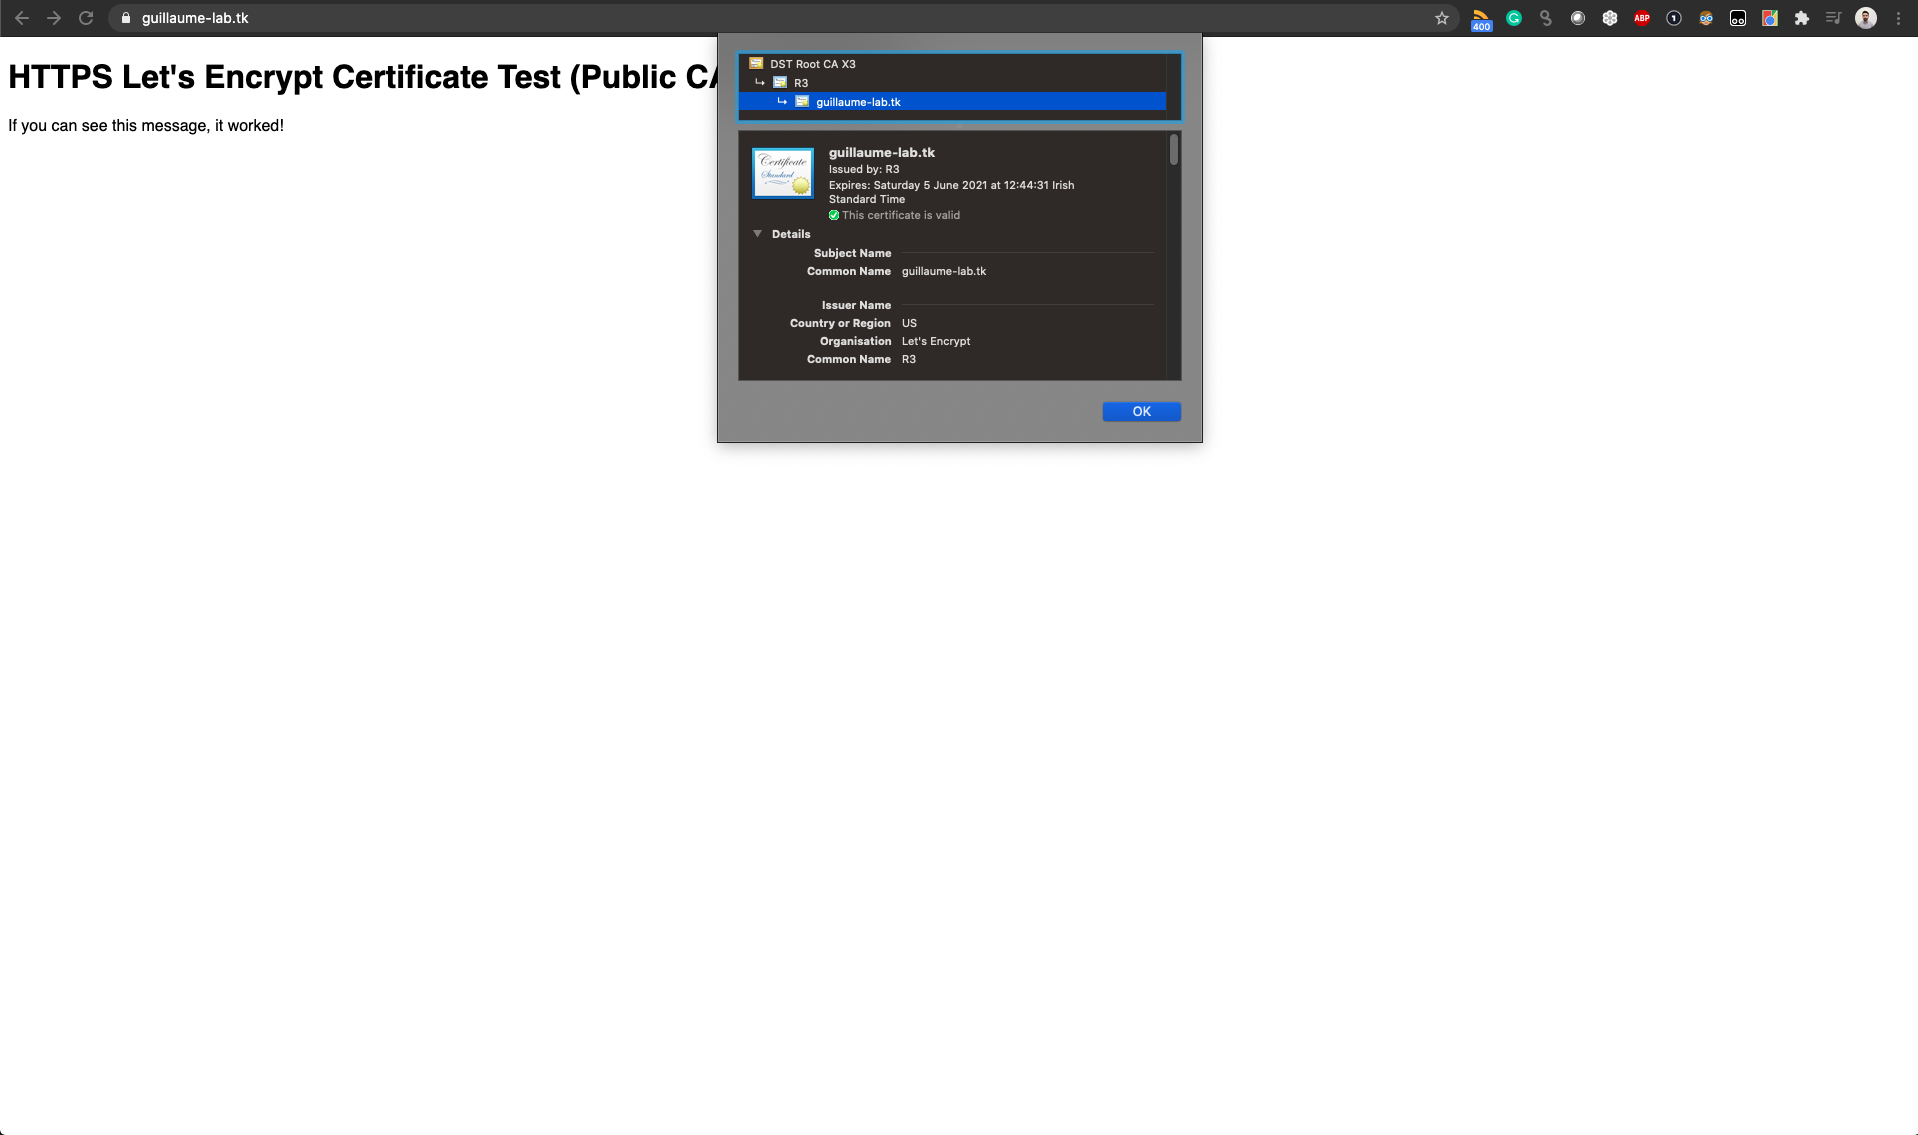 guillaume-lab.tk
400
ABP
HTTPS Let's Encrypt Certificate Test (Public CA
If you can see this message, it worked!
DST Root CA X3
R3
guillaume-lab.tk
Certificate
Standard
guillaume-lab.tk
Issued by: R3
Expires: Saturday 5 June 2021 at 12:44:31 Irish
Standard Time
This certificate is valid
Details
Subject Name
Common Name guillaume-lab.tk
Issuer Name
Country or Region US
Organisation Let's Encrypt
Common Name R3
OK